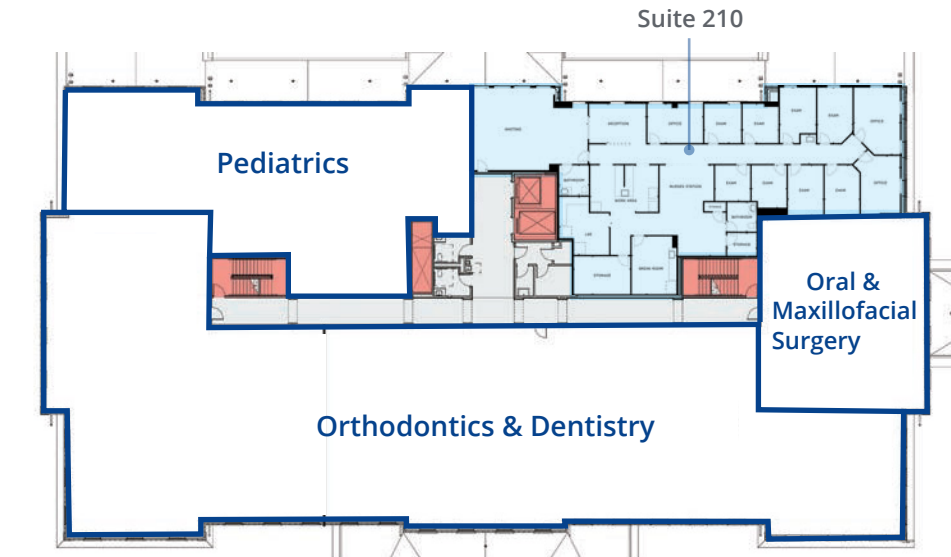 Suite 210
Pediatrics
WAITING
RECEPTION
OFFICE
EXAM
EXAM
EXAM
EXAM
OFFICE
BATHROOM
WORK AREA
NURSES STATION
EXAM
EXAM
EXAM
EXAM
OFFICE
LAB
BATHROOM
STORAGE
STORAGE
BREAK ROOM
Oral &
Maxillofacial
Surgery
Orthodontics & Dentistry